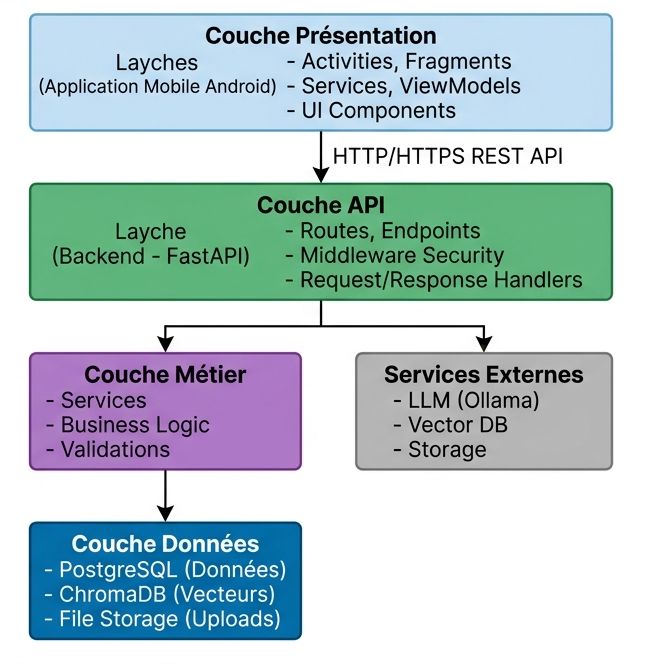 Couche Présentation
Layches
(Application Mobile Android)
- Activities, Fragments
- Services, ViewModels
- UI Components
HTTP/HTTPS REST API
Couche API
Layche
(Backend - FastAPI)
- Routes, Endpoints
- Middleware Security
- Request/Response Handlers
Couche Métier
- Services
- Business Logic
- Validations
Services Externes
- LLM (Ollama)
- Vector DB
- Storage
Couche Données
- PostgreSQL (Données)
- ChromaDB (Vecteurs)
- File Storage (Uploads)